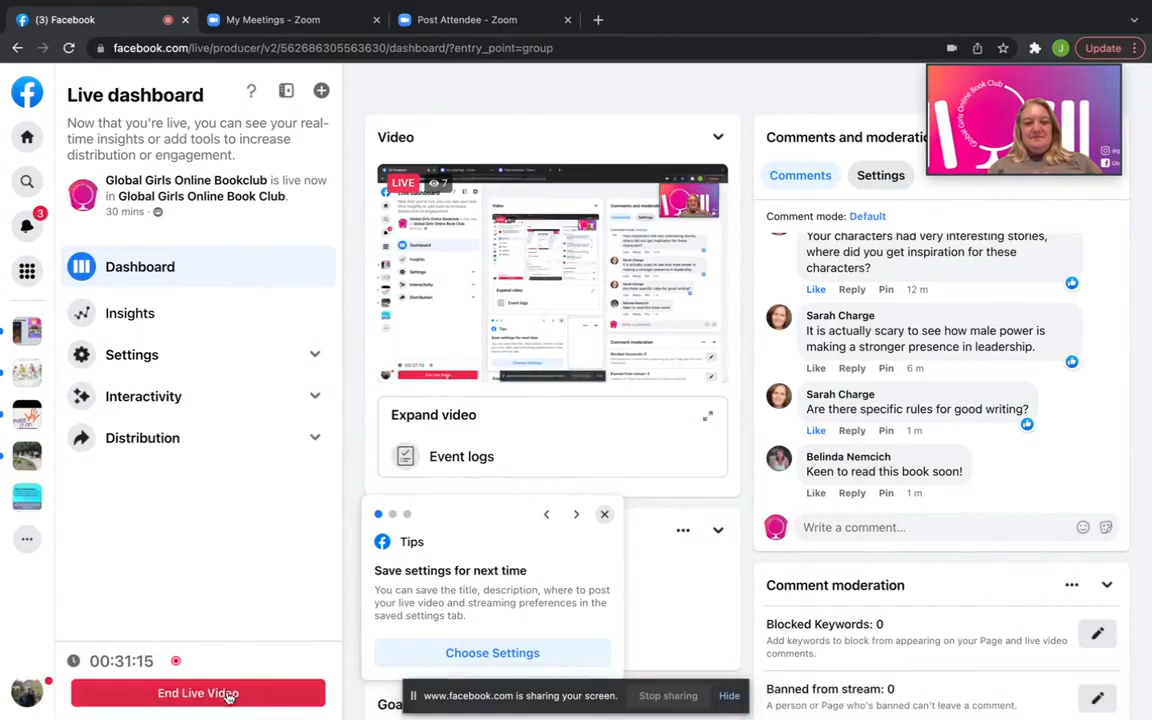 (3) Facebook
My Meetings - Zoom
Post Attendee - Zoom
facebook.com/live/producer/v2/562686305563630/dashboard/?entry_point=group
J
Update
Live dashboard
?
Now that you're live, you can see your real-
time insights or add tools to increase
distribution or engagement.
Global Girls Online Bookclub is live now
in Global Girls Online Book Club.
30 mins ·
3
Dashboard
Insights
Settings
Interactivity
Distribution
00:31:15
End Live Video
Video
LIVE
7
Expand video
Event logs
Tips
Save settings for next time
You can save the title, description, where to post
your live video and streaming preferences in the
saved settings tab.
Choose Settings
www.facebook.com is sharing your screen.
Stop sharing
Hide
Goa
Global Girls Online Book Club
Comments and moderatio
Comments
Settings
Comment mode: Default
Your characters had very interesting stories,
where did you get inspiration for these
characters?
Like Reply Pin 12 m
Sarah Charge
It is actually scary to see how male power is
making a stronger presence in leadership.
Like Reply Pin 6 m
Sarah Charge
Are there specific rules for good writing?
Like Reply Pin 1 m
Belinda Nemcich
Keen to read this book soon!
Like Reply Pin 1 m
Write a comment...
Comment moderation
Blocked Keywords: 0
Add keywords to block from appearing on your Page and live video
comments.
Banned from stream: 0
A person or Page who's banned can't leave a comment.